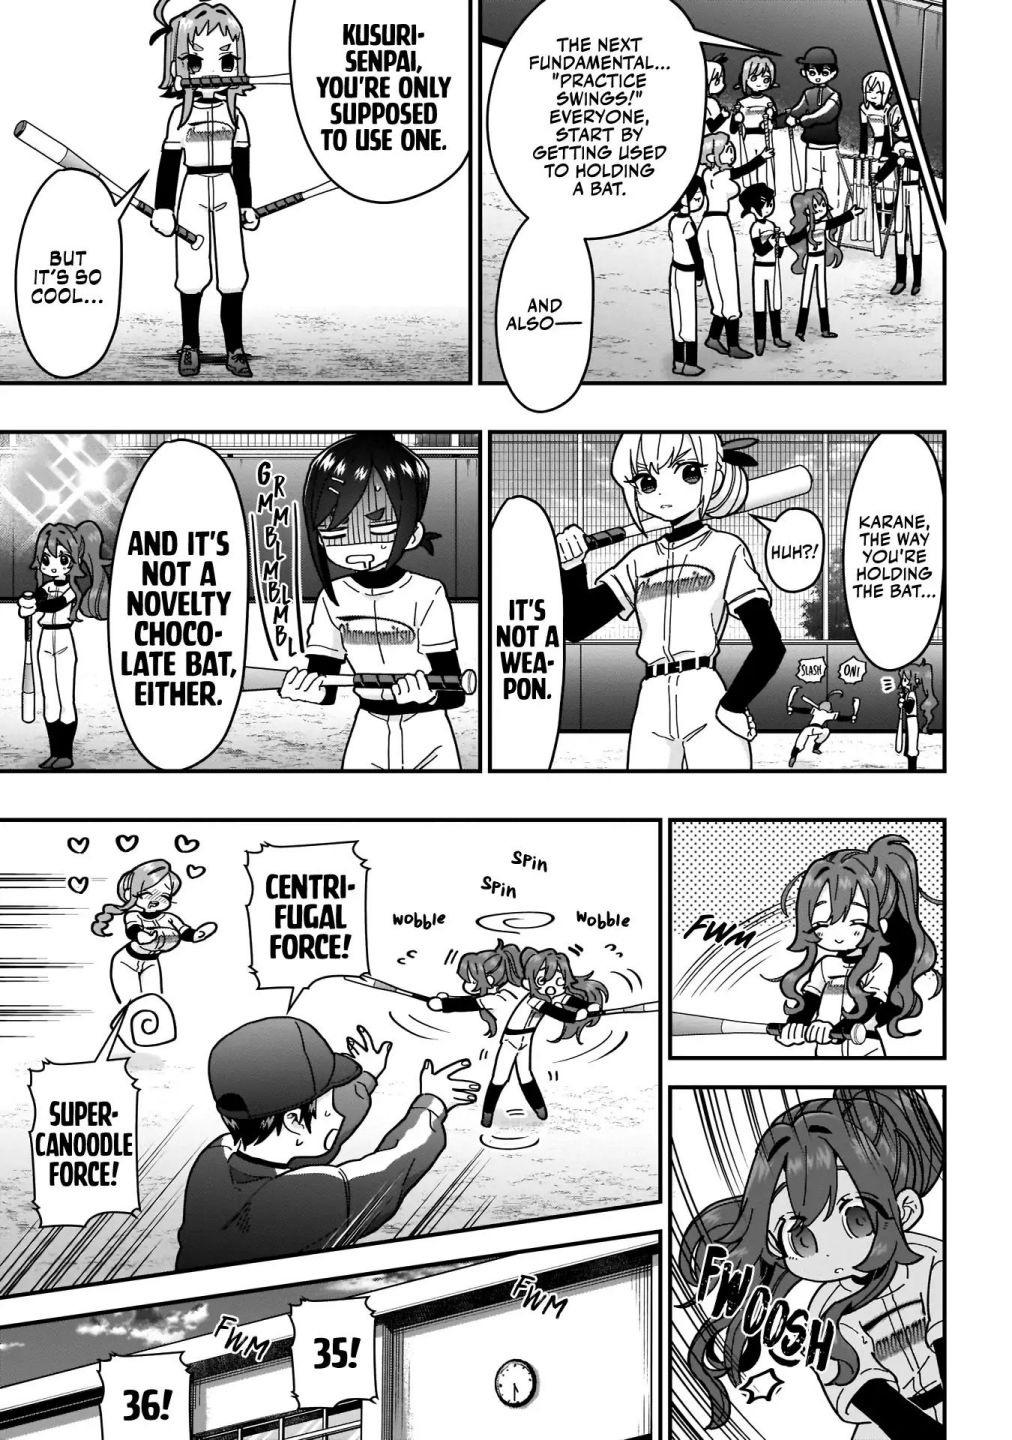 THE NEXT
FUNDAMENTAL...
"PRACTICE
SWINGS!"
EVERYONE,
START BY
GETTING USED
TO HOLDING
A BAT.
AND
ALSO—
KUSURI-
SENPAI,
YOU'RE ONLY
SUPPOSED
TO USE ONE.
BUT
IT'S SO
COOL...
KARANE,
THE WAY
YOU'RE
HOLDING
THE BAT...
HUH?!
SLASH
ONI
IT'S
NOT A
WEA-
PON.
GRMMBLMBLMBL
AND IT'S
NOT A
NOVELTY
CHOCO-
LATE BAT,
EITHER.
FWM
FWOOSH
SPIN
SPIN
WOBBLE
WOBBLE
CENTRI-
FUGAL
FORCE!
SUPER-
CANOODLE
FORCE!
FWM
35!
FWM
36!